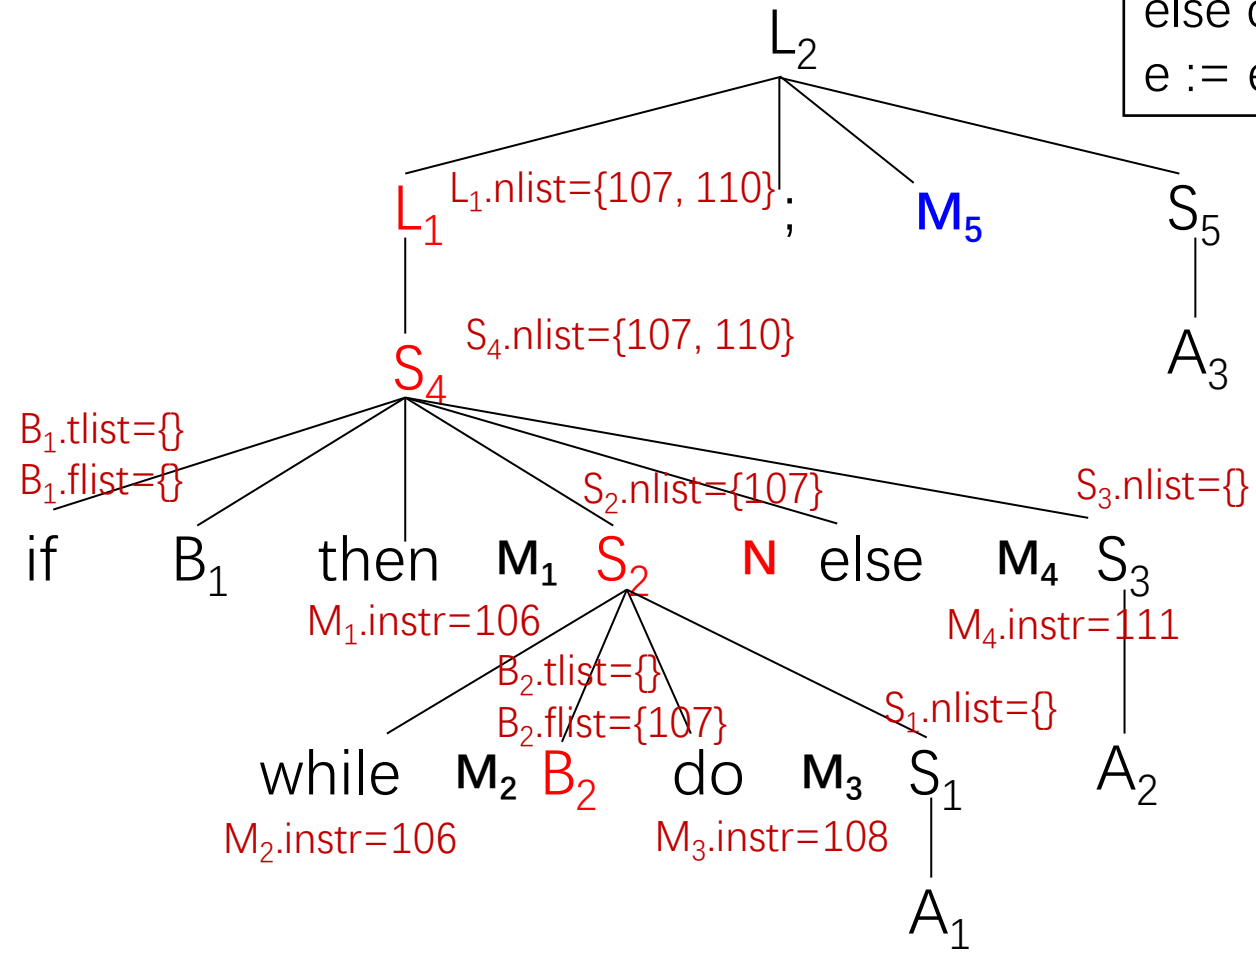 else
e :=
L₂
L₁ L₁.nlist={107, 110} ; M₅ S₅
S₄.nlist={107, 110}
S₄ A₃
B₁.tlist={}
B₁.flist={} S₂.nlist={107} S₃.nlist={}
if B₁ then M₁ S₂ N else M₄ S₃
M₁.instr=106 M₄.instr=111
B₂.tlist={}
B₂.flist={107} S₁.nlist={}
while M₂ B₂ do M₃ S₁ A₂
M₂.instr=106 M₃.instr=108
A₁